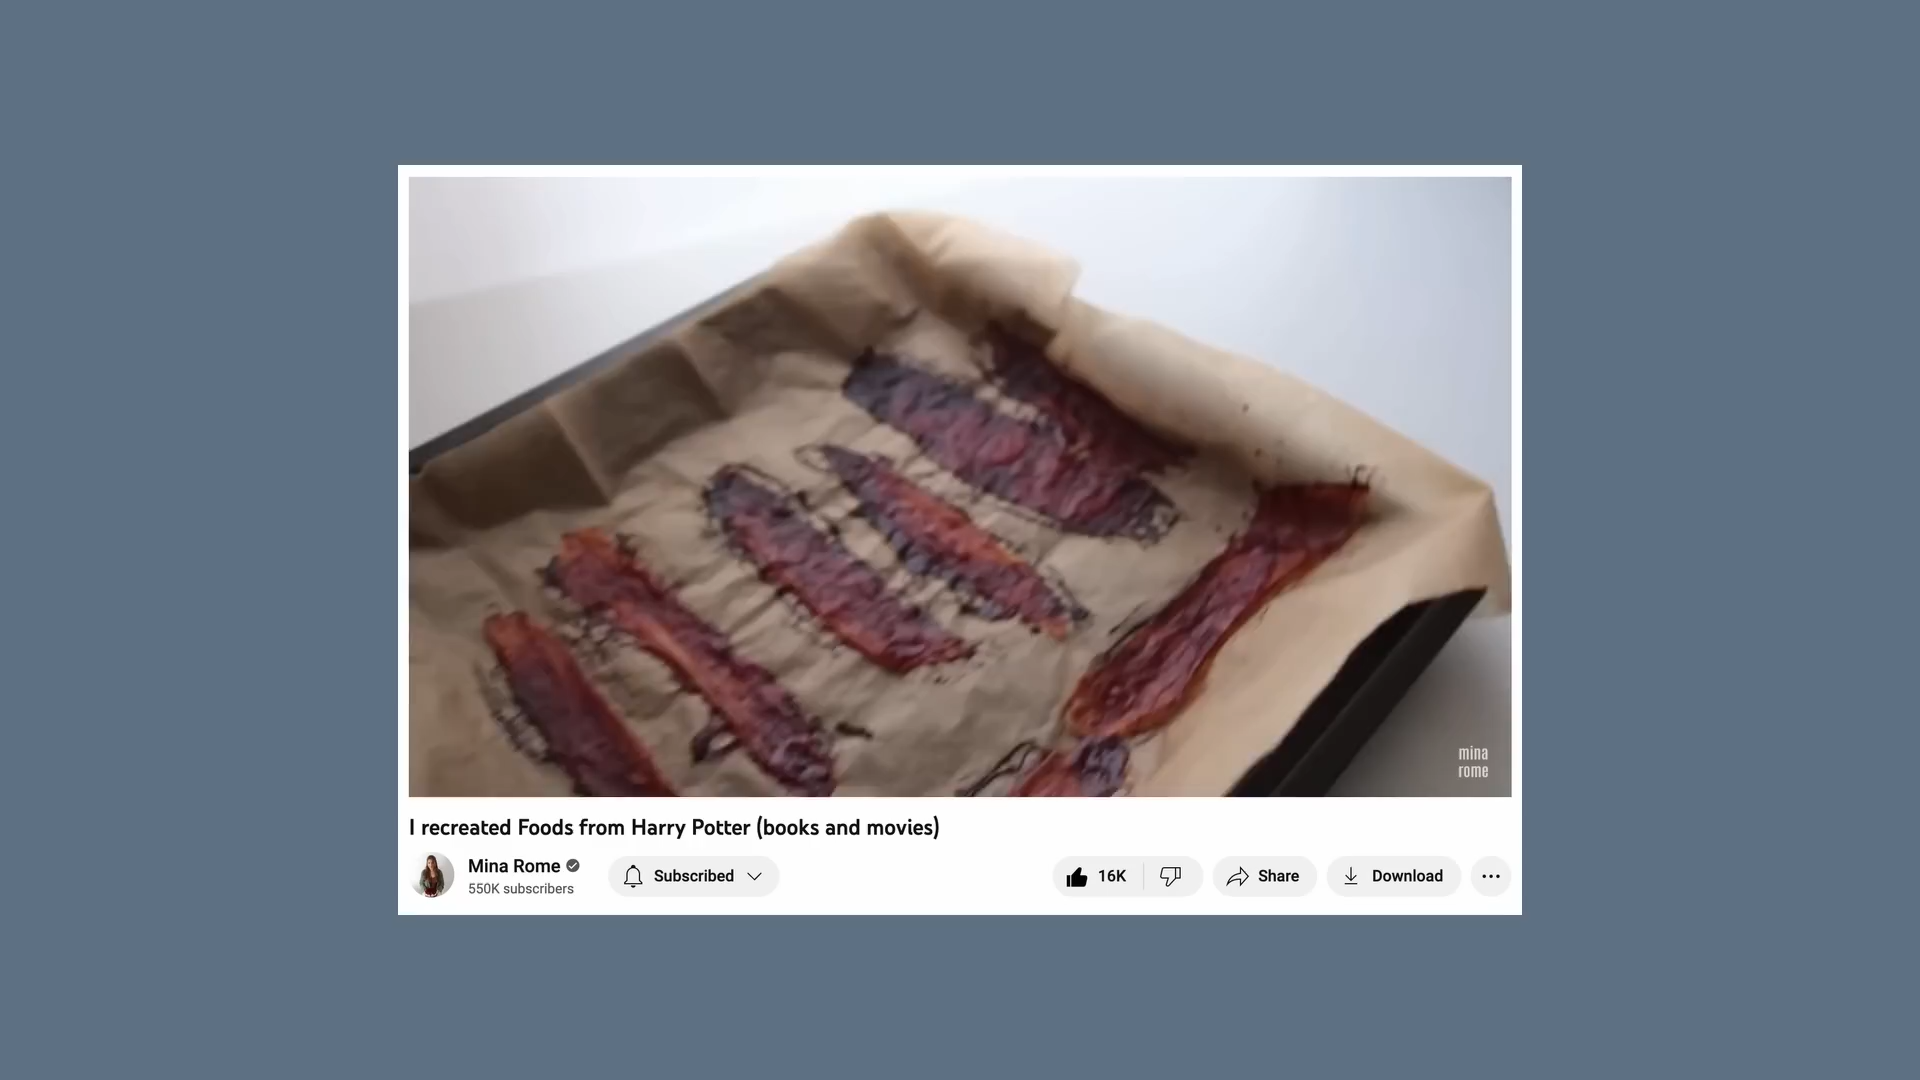 mina
rome
I recreated Foods from Harry Potter (books and movies)
Mina Rome
550K subscribers
Subscribed
16K
Share
Download